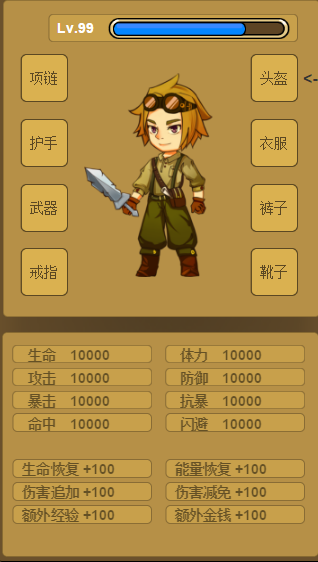 Lv.99
项链 头盔 <-
护手 衣服
武器 裤子
戒指 靴子
生命 10000 体力 10000
攻击 10000 防御 10000
暴击 10000 抗暴 10000
命中 10000 闪避 10000
生命恢复 +100 能量恢复 +100
伤害追加 +100 伤害减免 +100
额外经验 +100 额外金钱 +100